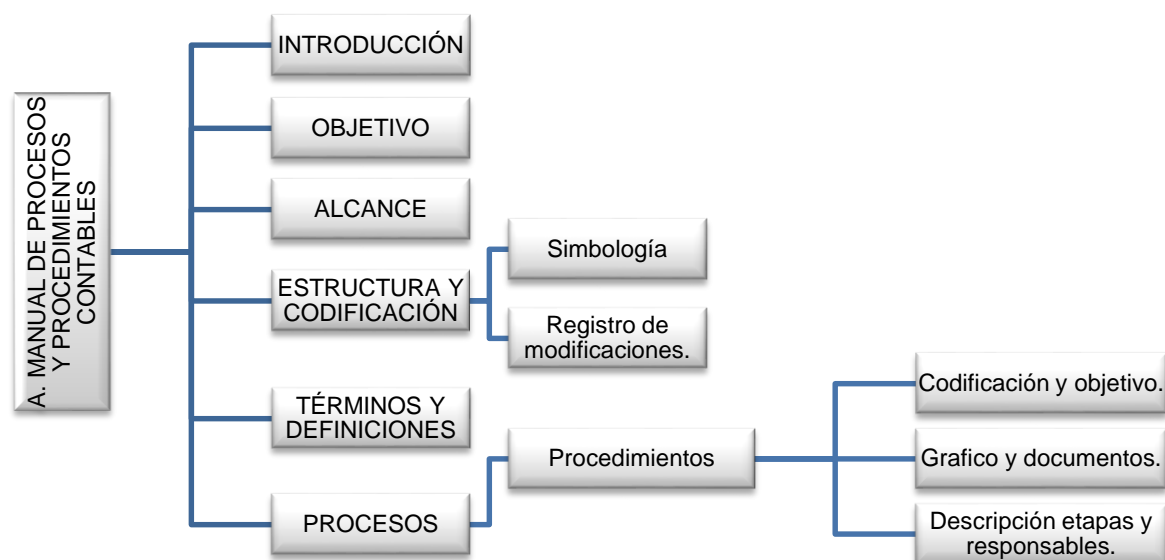 A. MANUAL DE PROCESOS
Y PROCEDIMIENTOS
CONTABLES
INTRODUCCIÓN
OBJETIVO
ALCANCE
ESTRUCTURA Y
CODIFICACIÓN
Simbología
Registro de
modificaciones.
TÉRMINOS Y
DEFINICIONES
PROCESOS
Procedimientos
Codificación y objetivo.
Grafico y documentos.
Descripción etapas y
responsables.